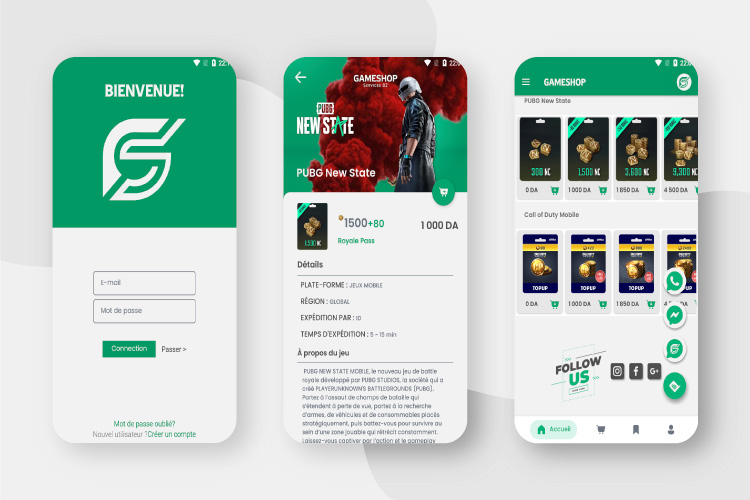 BIENVENUE!
E-mail
Mot de passe
Connection
Passer >
Mot de passe oublié?
Nouvel utilisateur ?Créer un compte
22:
GAMESHOP
Services DZ
PUBG
NEW STATE
PUBG New State
1,500 NC
1500+80
1 000 DA
Royale Pass
Détails
PLATE-FORME : JEUX MOBILE
RÉGION : GLOBAL
EXPÉDITION PAR : ID
TEMPS D'EXPÉDITION : 5 - 15 min
À propos du jeu
PUBG NEW STATE MOBILE, le nouveau jeu de battle
royale développé par PUBG STUDIOS, la société qui a
créé PLAYERUNKNOWN'S BATTLEGROUNDS (PUBG).
Partez à l'assaut de champs de bataille qui
s'étendent à perte de vue, partez à la recherche
d'armes, de véhicules et de consommables placés
stratégiquement, puis battez-vous pour survivre au
sein d'une zone jouable qui rétrécit constamment.
Laissez-vous captiver par l'action et le gameplay
22:0
GAMESHOP
PUBG New State
300 NC
1,500 NC
3,600 NC
9,300 NC
0 DA
1 000 DA
1 850 DA
4 500 DA
Call of Duty Mobile
TOPUP
TOPUP
TOPUP
TOPUP
0 DA
1 000 DA
1 850 DA
4
FOLLOW
US
G+
Accueil